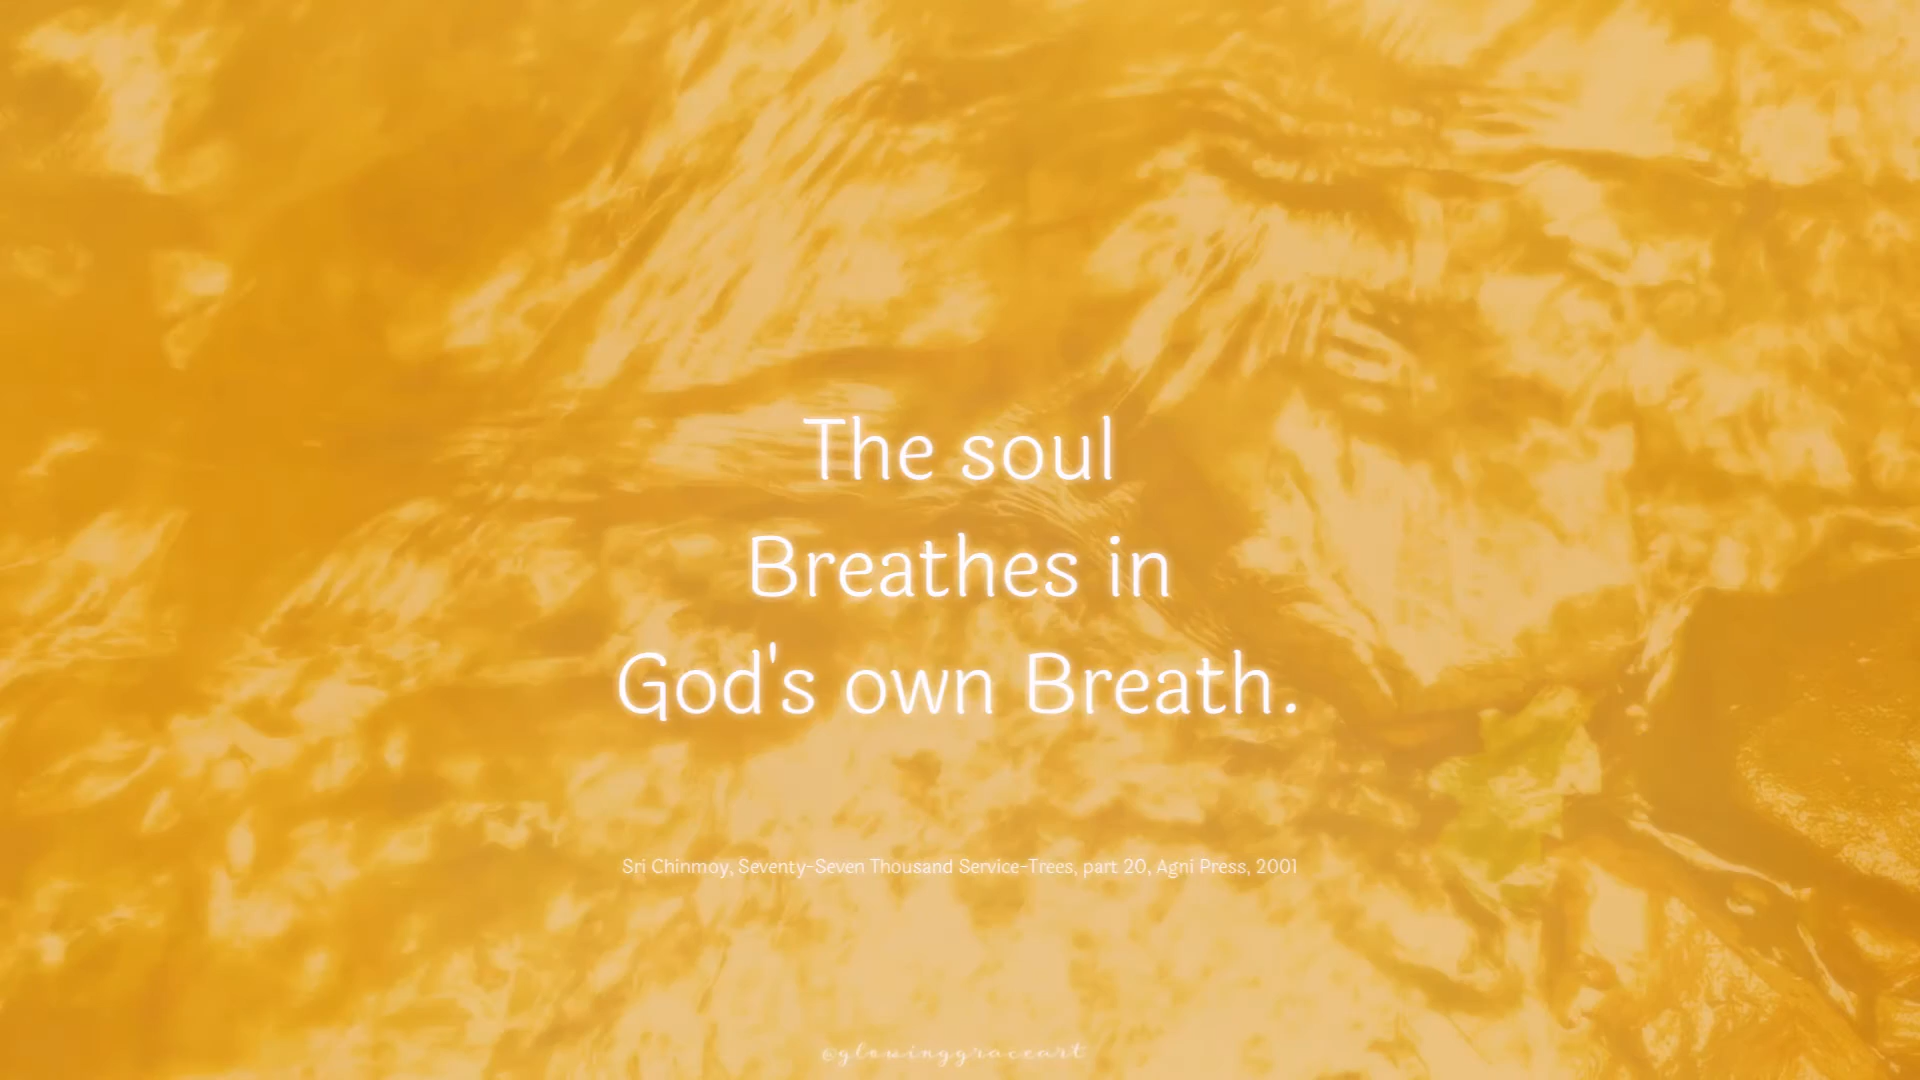 The soul
Breathes in
God's own Breath.
Sri Chinmoy, Seventy-Seven Thousand Service-Trees, part 20, Agni Press, 2001
@glowinggraceart